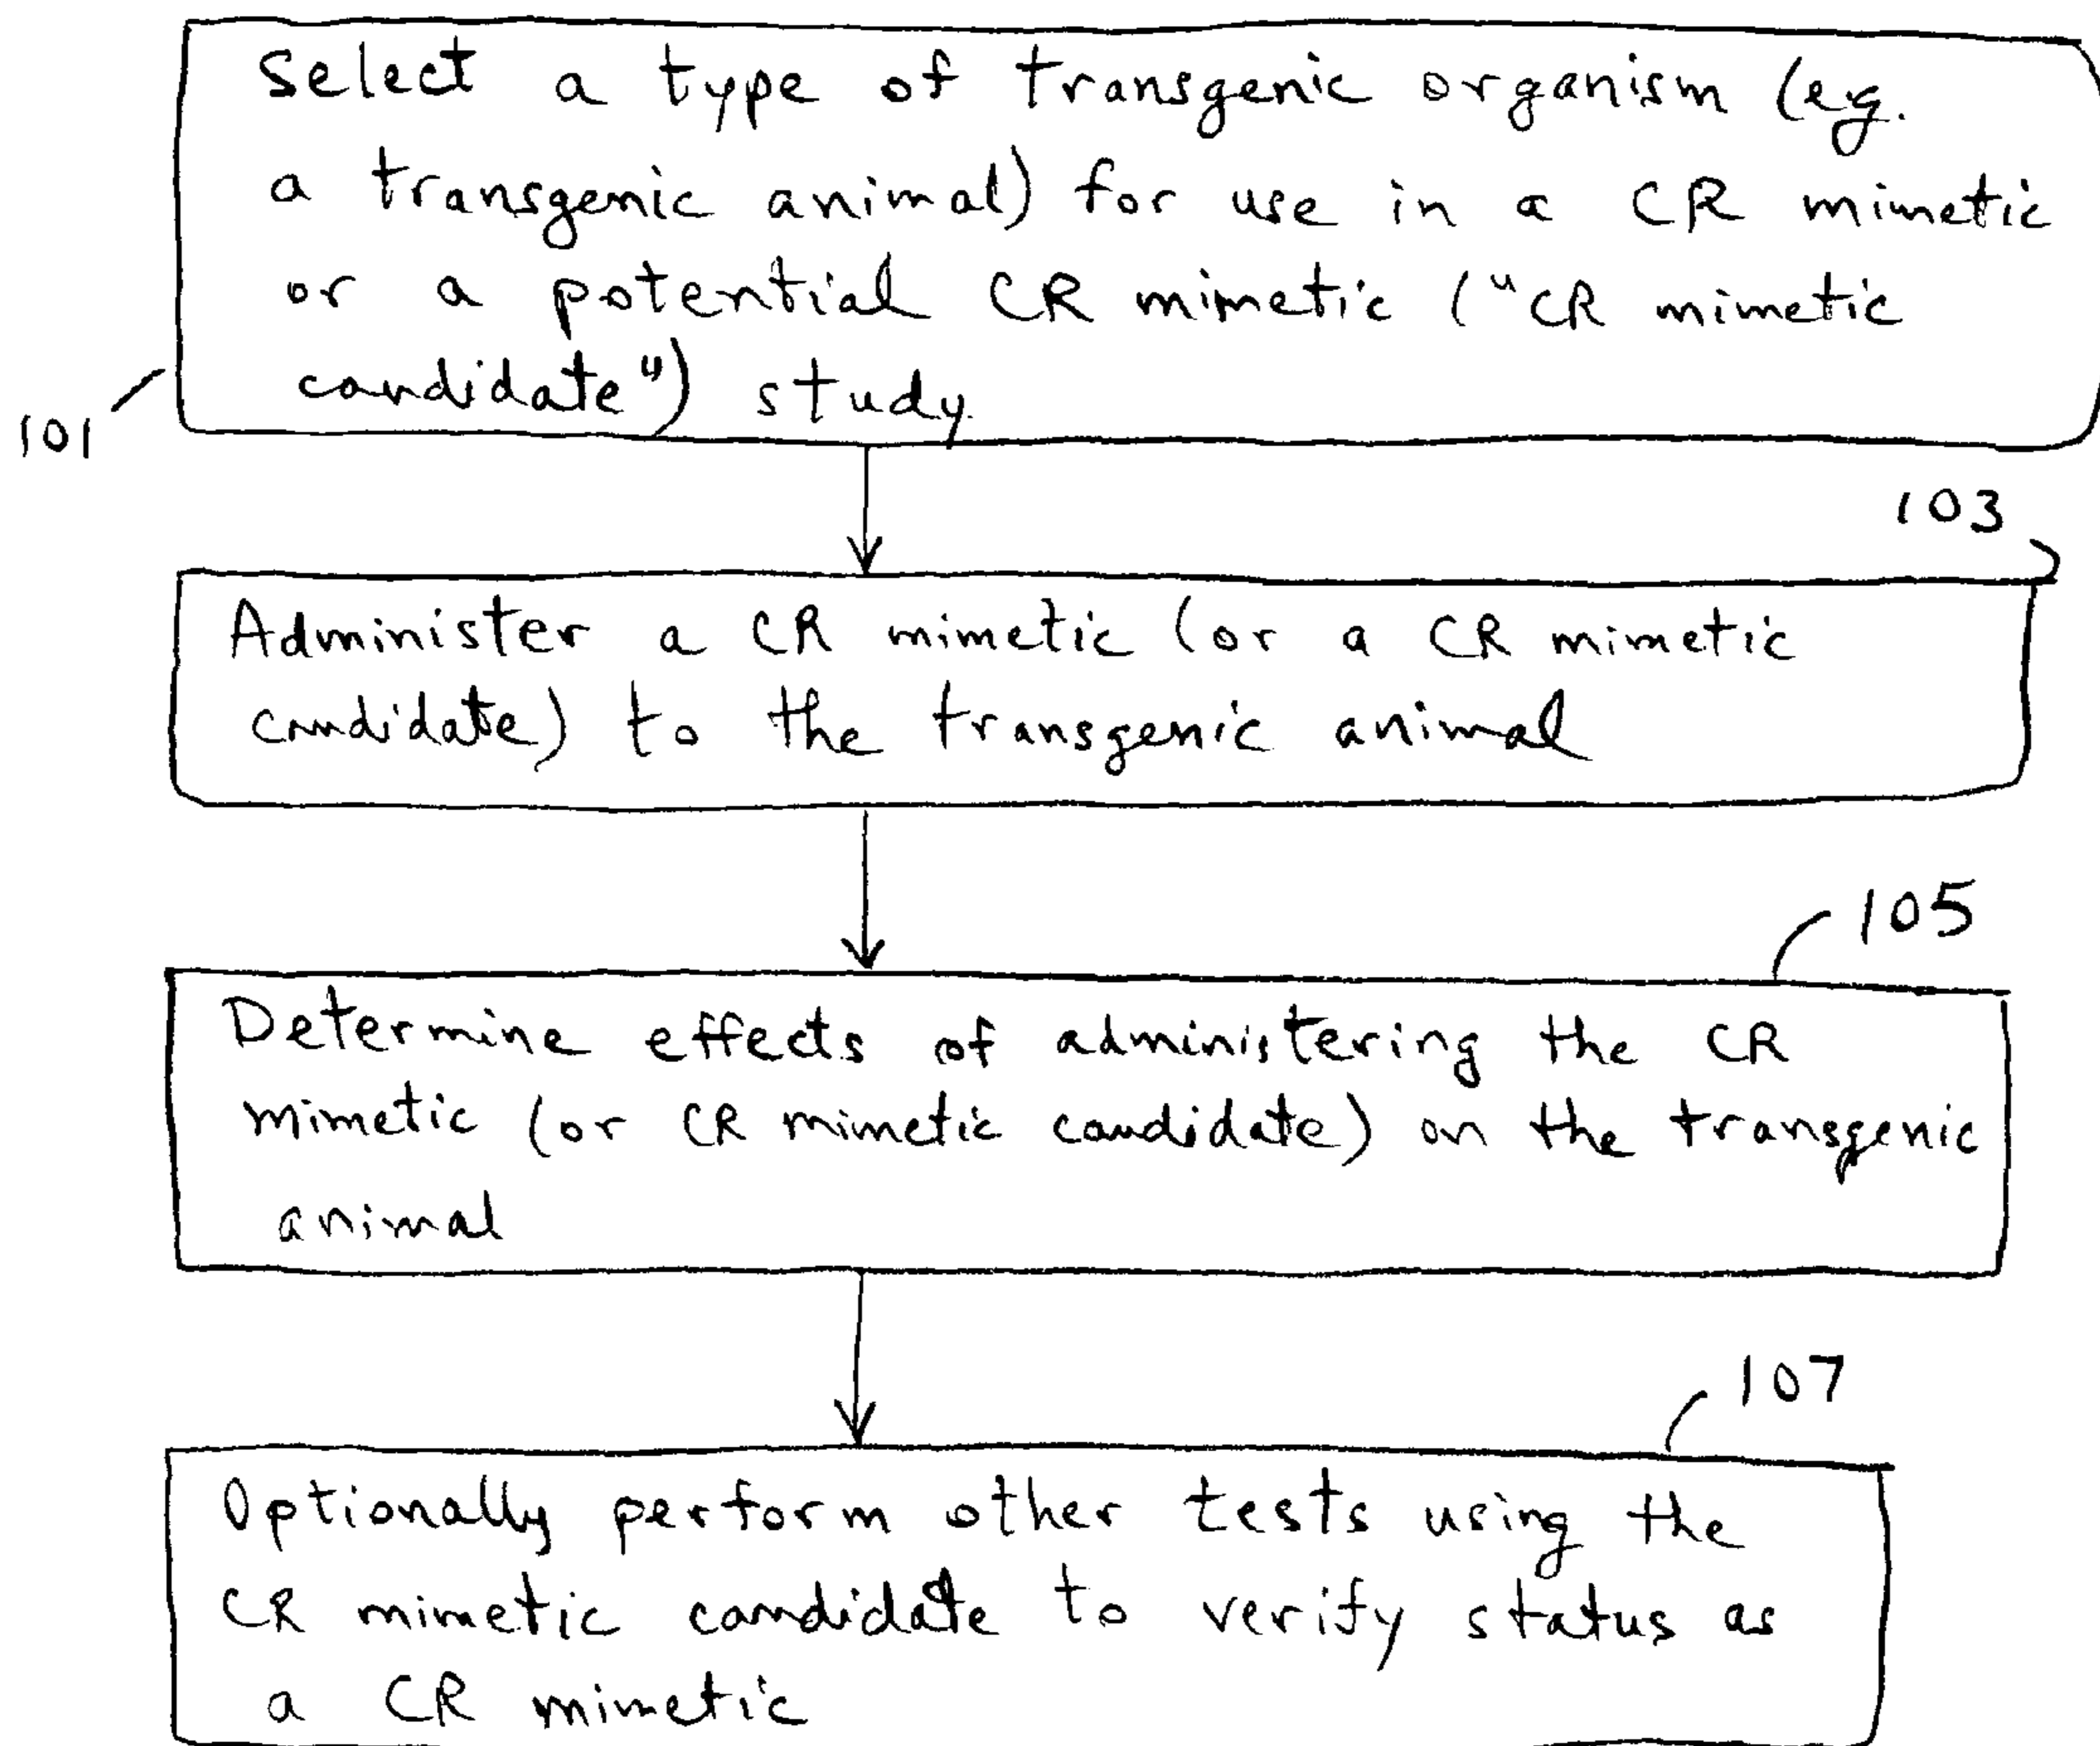 Select a type of transgenic organism (eg.
a transgenic animal) for use in a CR mimetic
or a potential CR mimetic ("CR mimetic
candidate") study
101
103
Administer a CR mimetic (or a CR mimetic
candidate) to the transgenic animal
105
Determine effects of administering the CR
mimetic (or CR mimetic candidate) on the transgenic
animal
107
Optionally perform other tests using the
CR mimetic candidate to verify status as
a CR mimetic